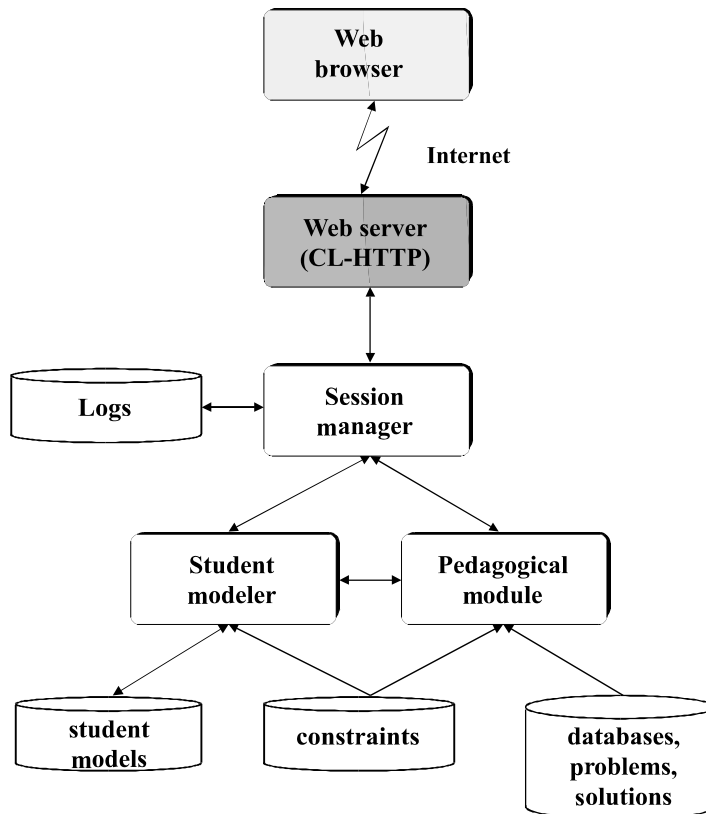 Web
browser
Internet
Web server
(CL-HTTP)
Logs
Session
manager
Student
modeler
Pedagogical
module
student
models
constraints
databases,
problems,
solutions